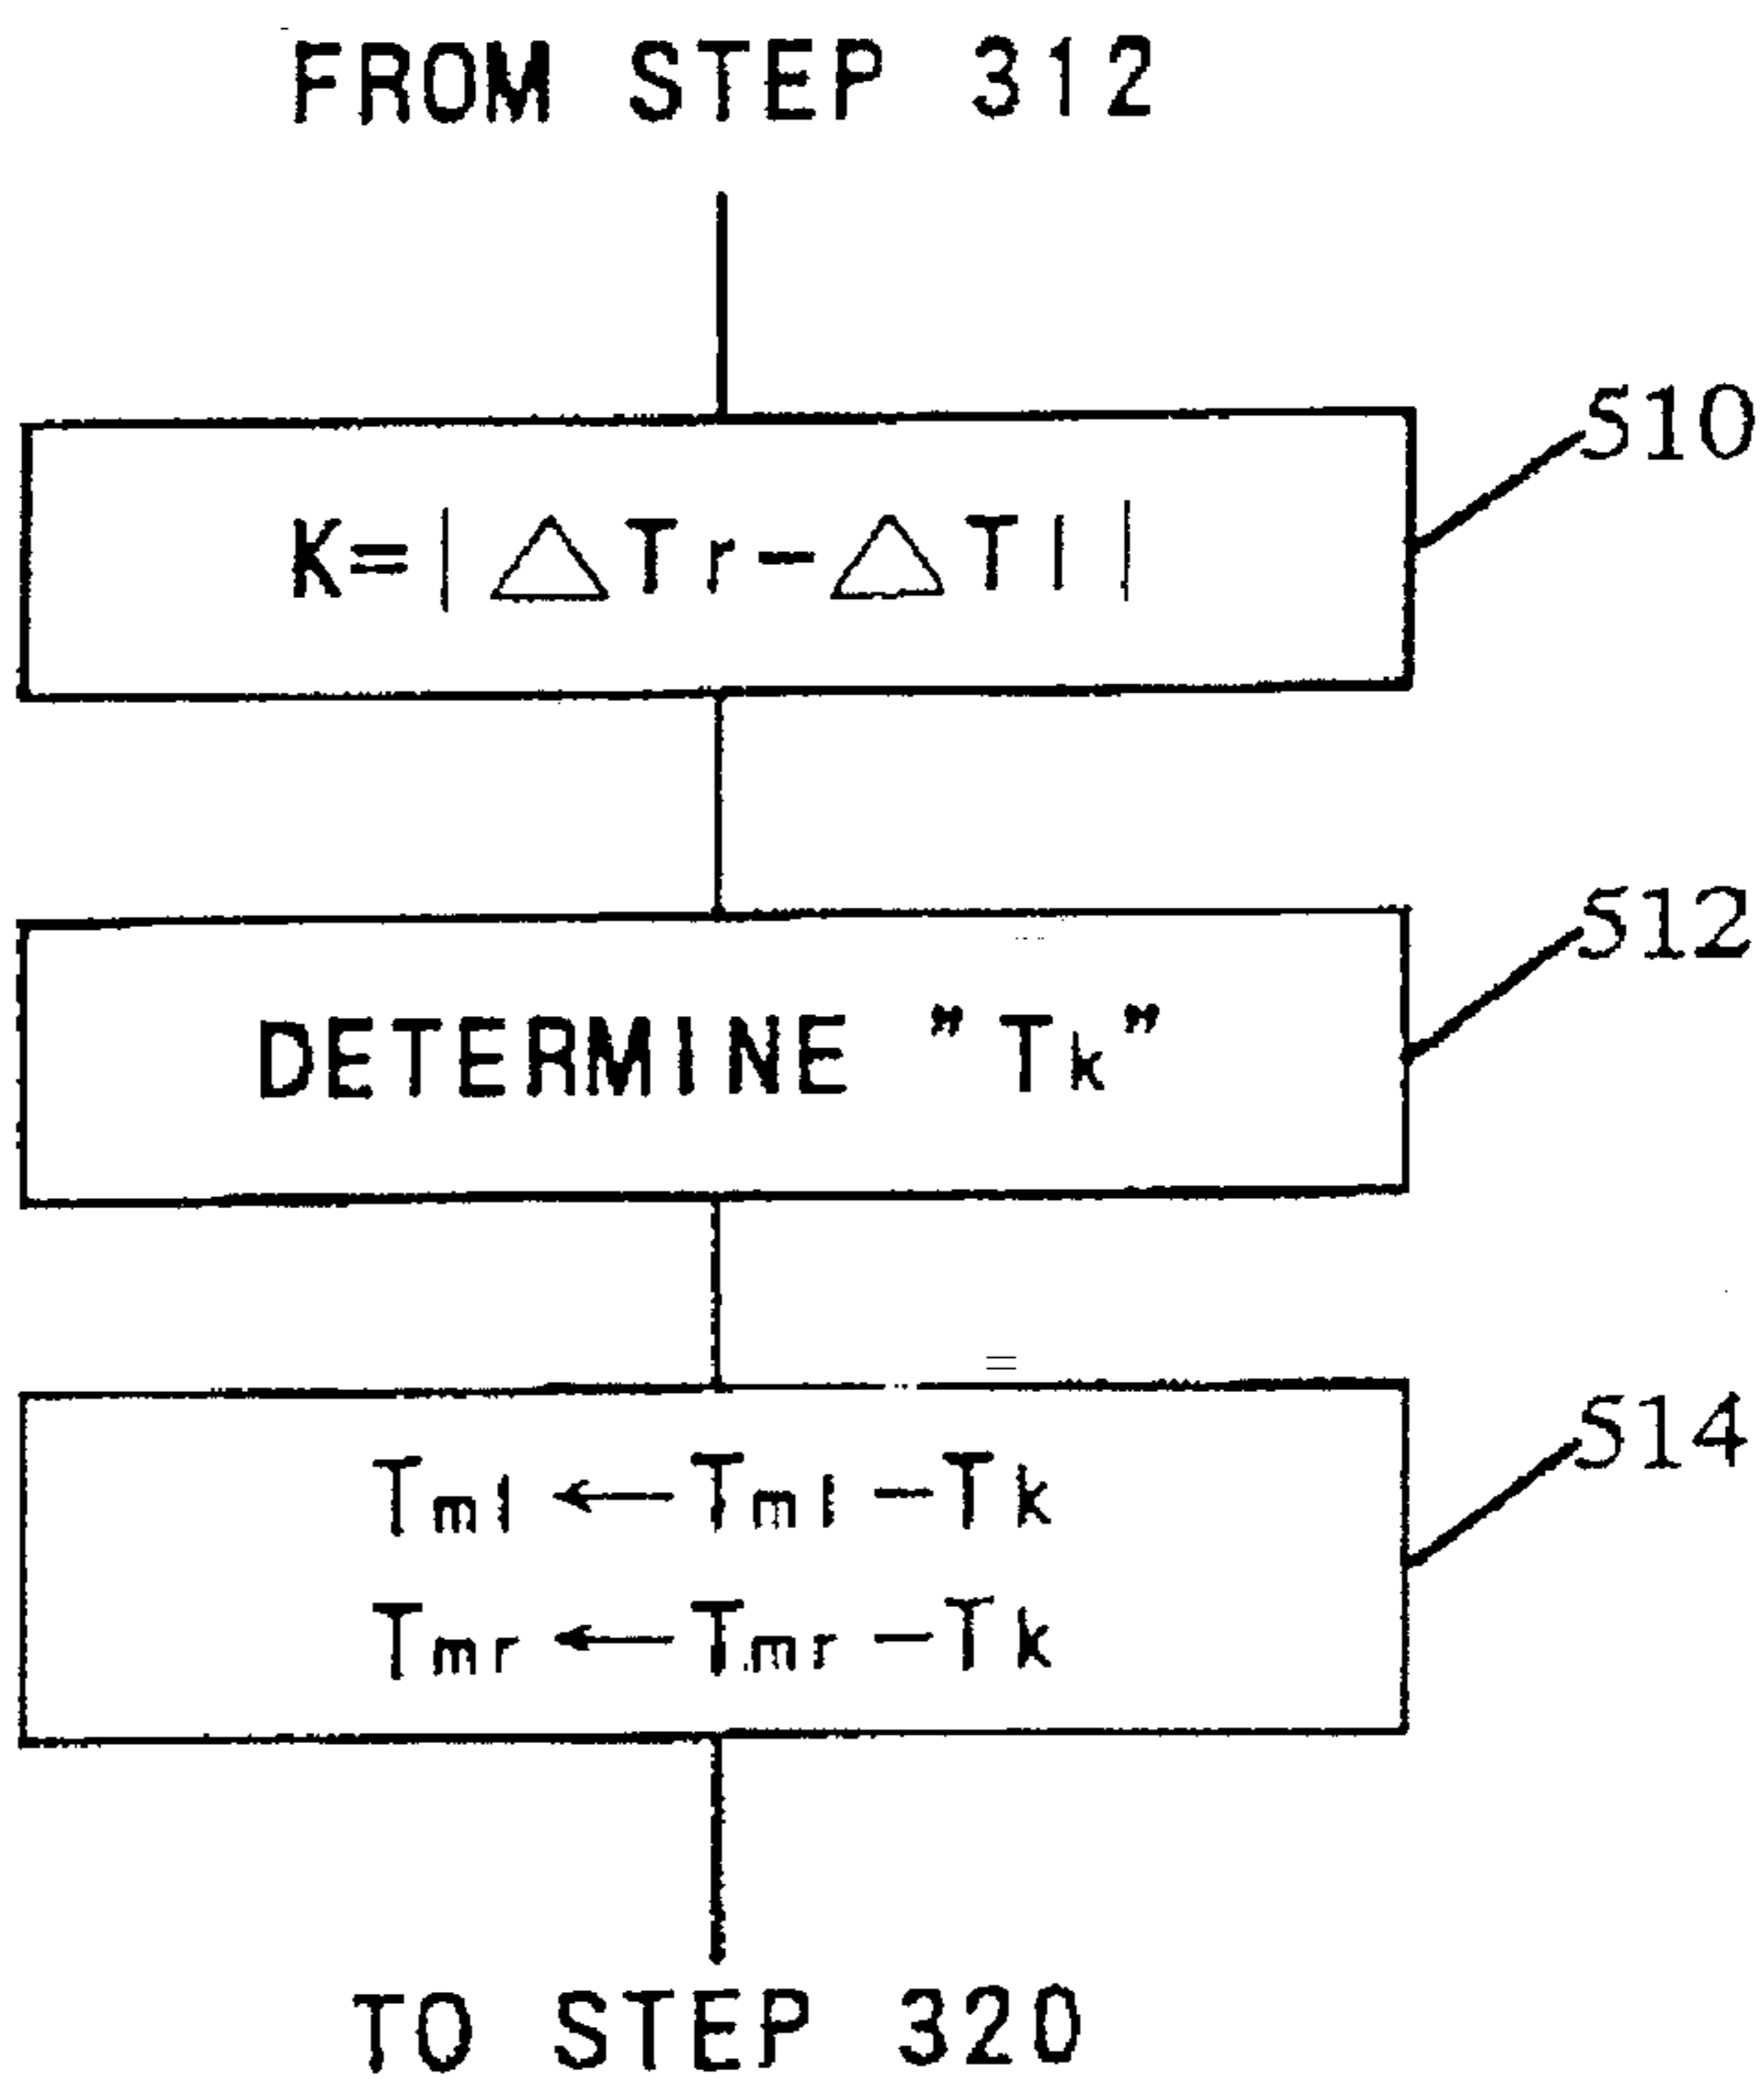 FROM STEP 312
510
K=|△Tr-△Tl|
512
DETERMINE ”Tk”
514
Tml←Tml-Tk
Tmr←Tmr-Tk
TO STEP 320